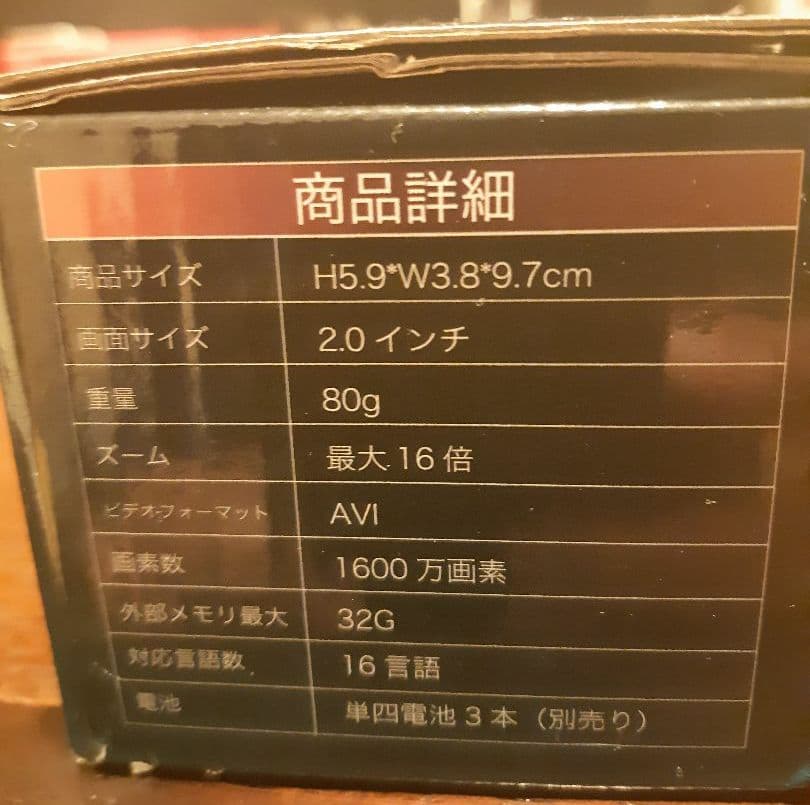 商品詳細
商品サイズ H5.9*W3.8*9.7cm
画面サイズ 2.0 インチ
重量 80g
ズーム 最大 16 倍
ビデオフォーマット AVI
画素数 1600 万画素
外部メモリ最大 32G
対応言語数 16 言語
電池 単四電池 3 本（別売り）